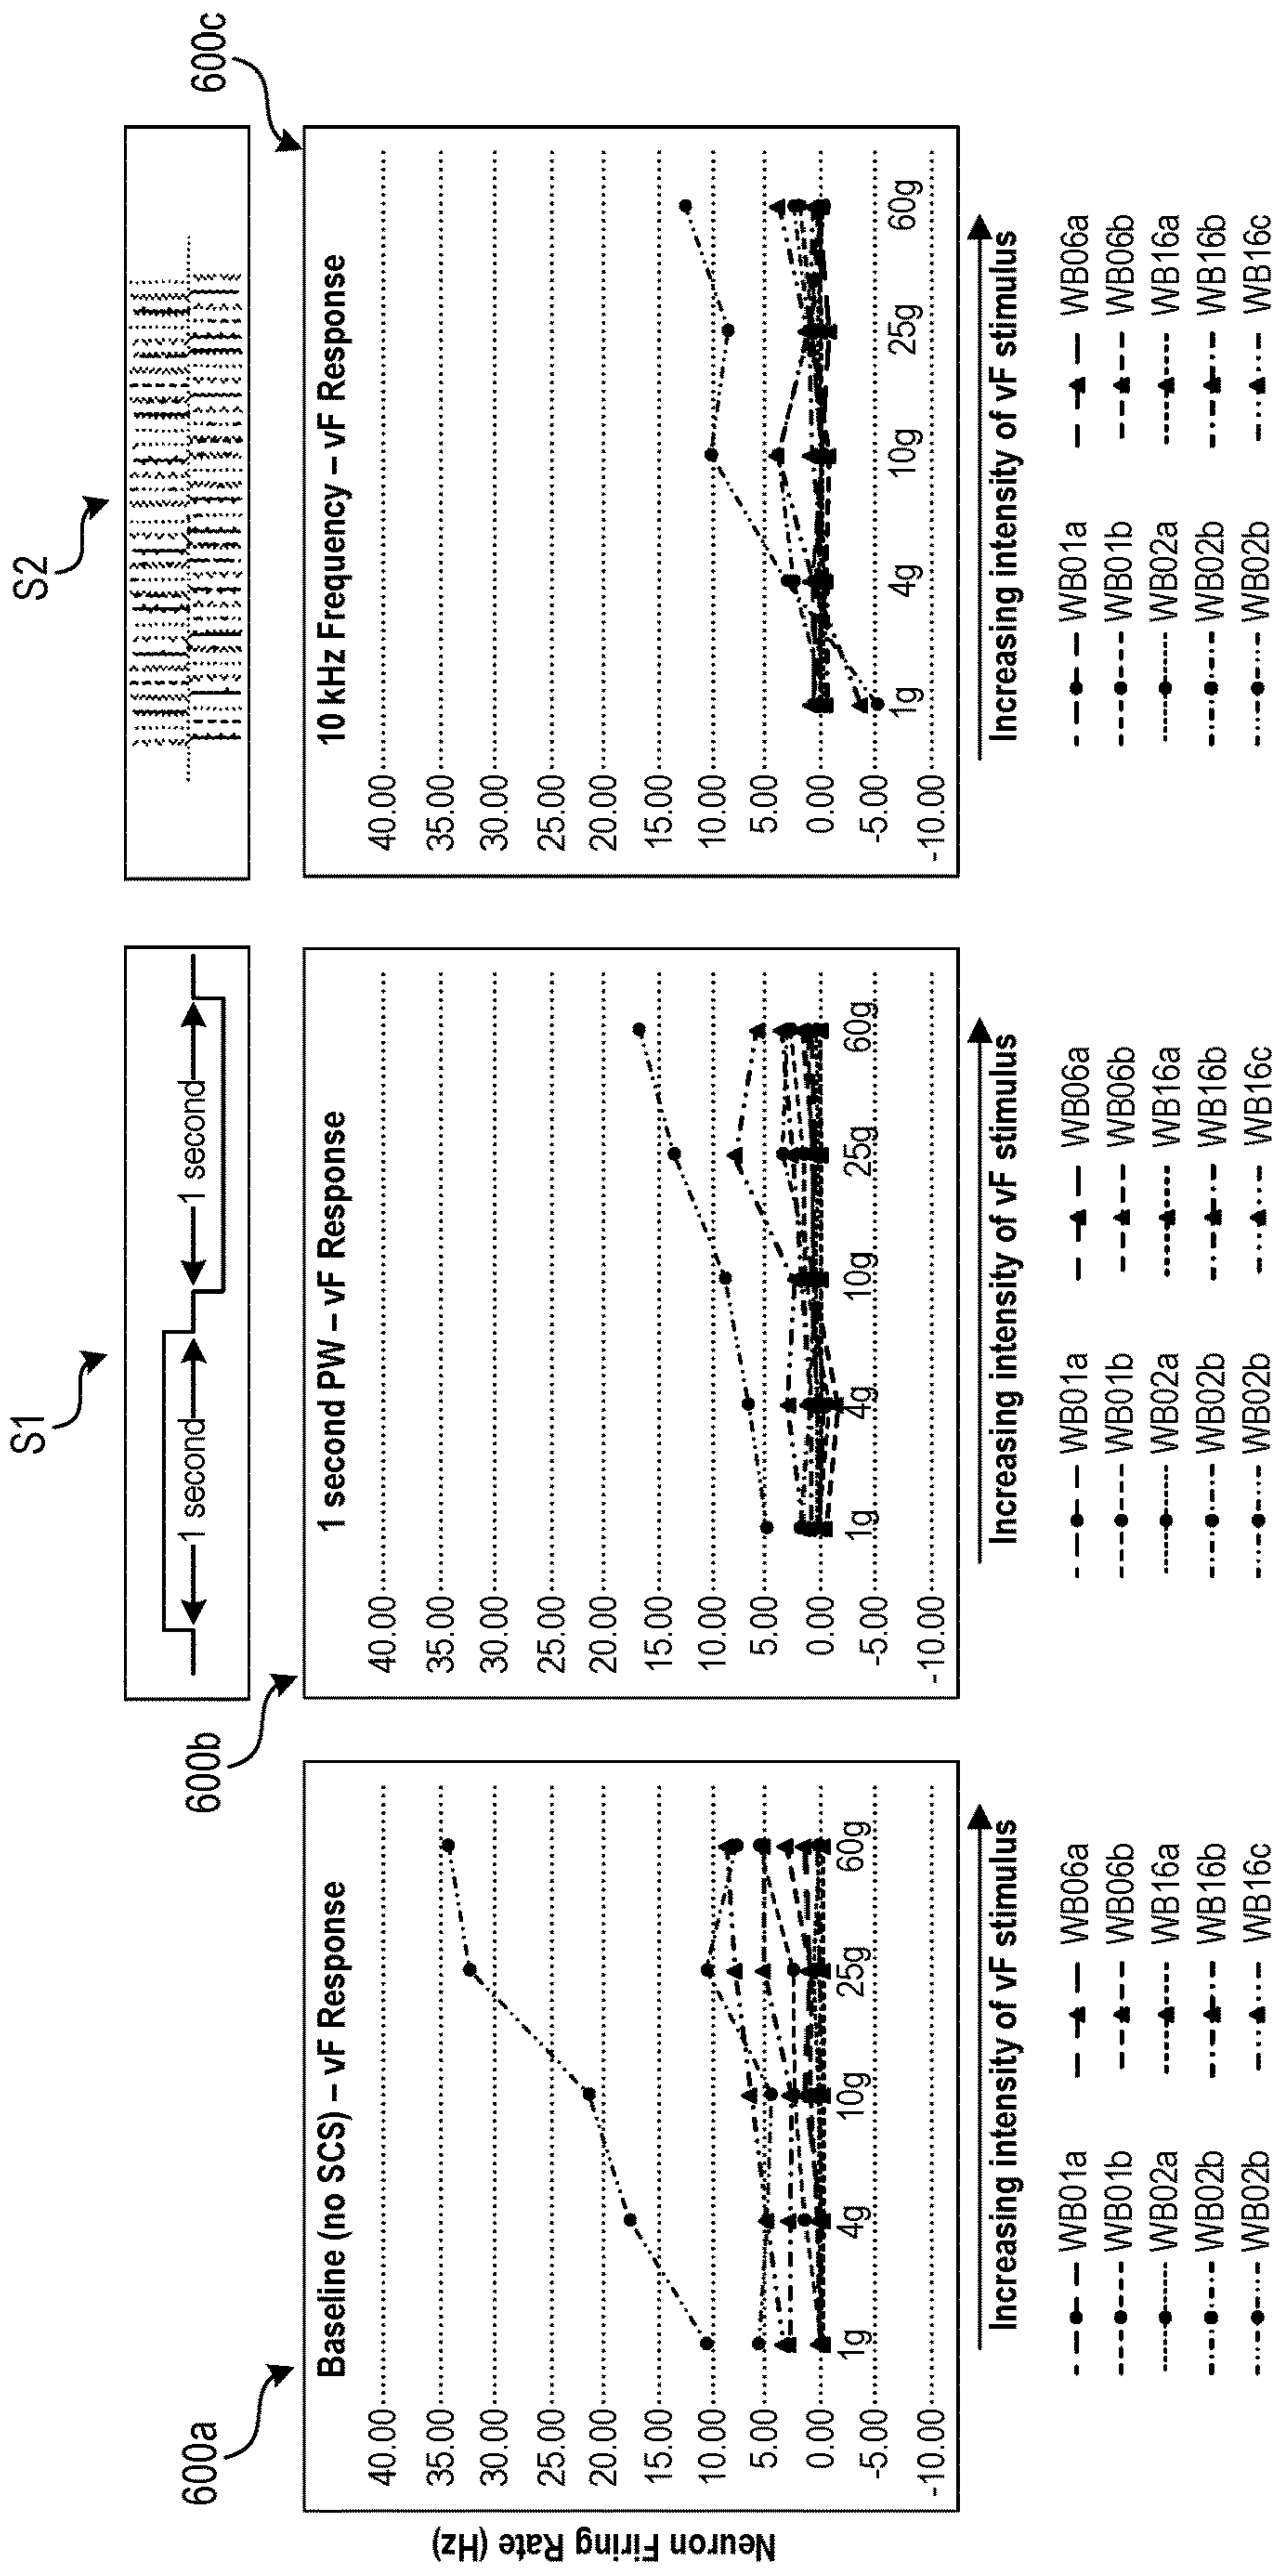 S1
S2
1 second
1 second
600a
600b
600c
Neuron Firing Rate (Hz)
Baseline (no SCS) – vF Response
40.00
35.00
30.00
25.00
20.00
15.00
10.00
5.00
0.00
-5.00
-10.00
1g
4g
10g
25g
60g
Increasing intensity of vF stimulus
WB01a
WB06a
WB01b
WB06b
WB02a
WB16a
WB02b
WB16b
WB02b
WB16c
1 second PW – vF Response
40.00
35.00
30.00
25.00
20.00
15.00
10.00
5.00
0.00
-5.00
-10.00
1g
4g
10g
25g
60g
Increasing intensity of vF stimulus
WB01a
WB06a
WB01b
WB06b
WB02a
WB16a
WB02b
WB16b
WB02b
WB16c
10 kHz Frequency – vF Response
40.00
35.00
30.00
25.00
20.00
15.00
10.00
5.00
0.00
-5.00
-10.00
1g
4g
10g
25g
60g
Increasing intensity of vF stimulus
WB01a
WB06a
WB01b
WB06b
WB02a
WB16a
WB02b
WB16b
WB02b
WB16c